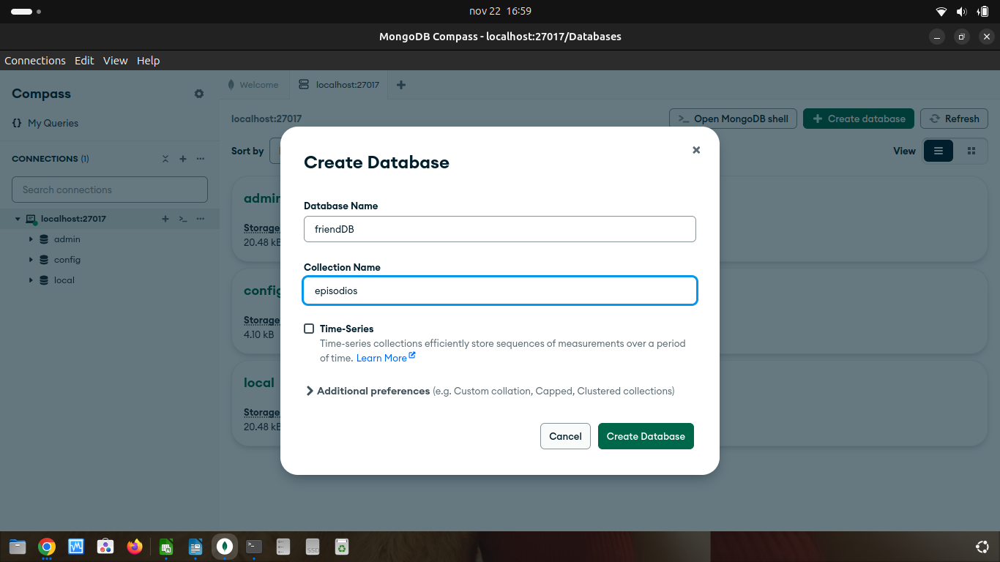 nov 22 16:59
MongoDB Compass - localhost:27017/Databases
Connections Edit View Help
Compass
{} My Queries
CONNECTIONS (1)
Search connections
localhost:27017
admin
config
local
Welcome
localhost:27017
localhost:27017
>_ Open MongoDB shell
Create database
Refresh
Sort by
View
admin
Storage
20.48 kB
config
Storage
4.10 kB
local
Storage
20.48 kB
Create Database
Database Name
friendDB
Collection Name
episodios
Time-Series
Time-series collections efficiently store sequences of measurements over a period
of time. Learn More
Additional preferences (e.g. Custom collation, Capped, Clustered collections)
Cancel
Create Database
SSD